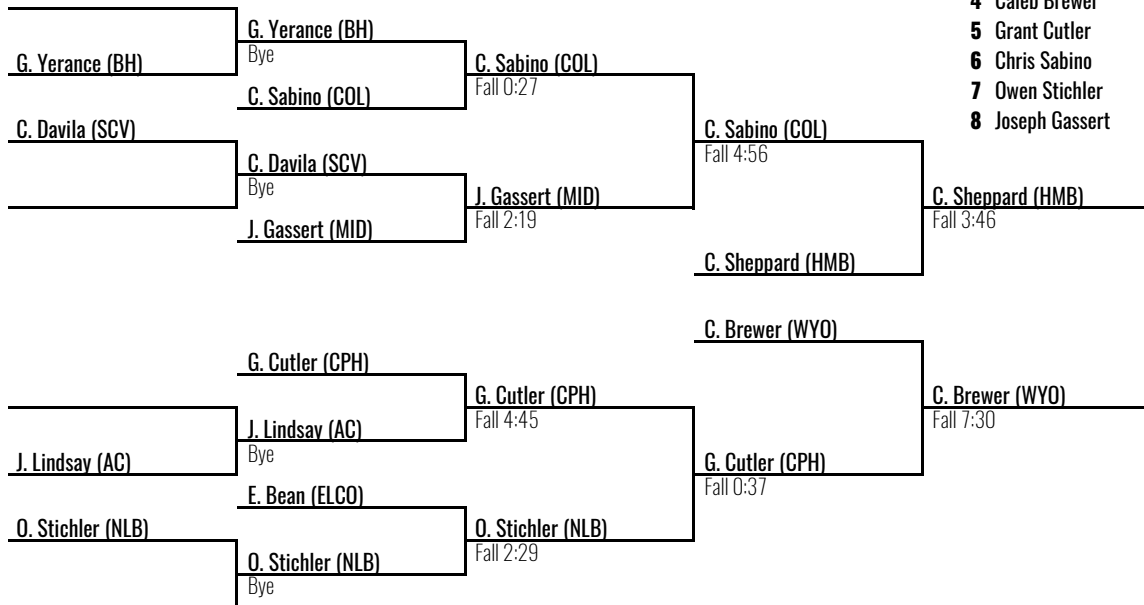 4 Caleb Brewer
5 Grant Cutler
6 Chris Sabino
7 Owen Stichler
8 Joseph Gassert
G. Yerance (BH)
G. Yerance (BH)
Bye
C. Sabino (COL)
C. Sabino (COL)
Fall 0:27
C. Davila (SCV)
C. Davila (SCV)
Bye
J. Gassert (MID)
J. Gassert (MID)
Fall 2:19
C. Sabino (COL)
Fall 4:56
C. Sheppard (HMB)
C. Sheppard (HMB)
Fall 3:46
C. Brewer (WYO)
G. Cutler (CPH)
J. Lindsay (AC)
J. Lindsay (AC)
Bye
G. Cutler (CPH)
Fall 4:45
E. Bean (ELCO)
O. Stichler (NLB)
O. Stichler (NLB)
Bye
O. Stichler (NLB)
Fall 2:29
G. Cutler (CPH)
Fall 0:37
C. Brewer (WYO)
Fall 7:30